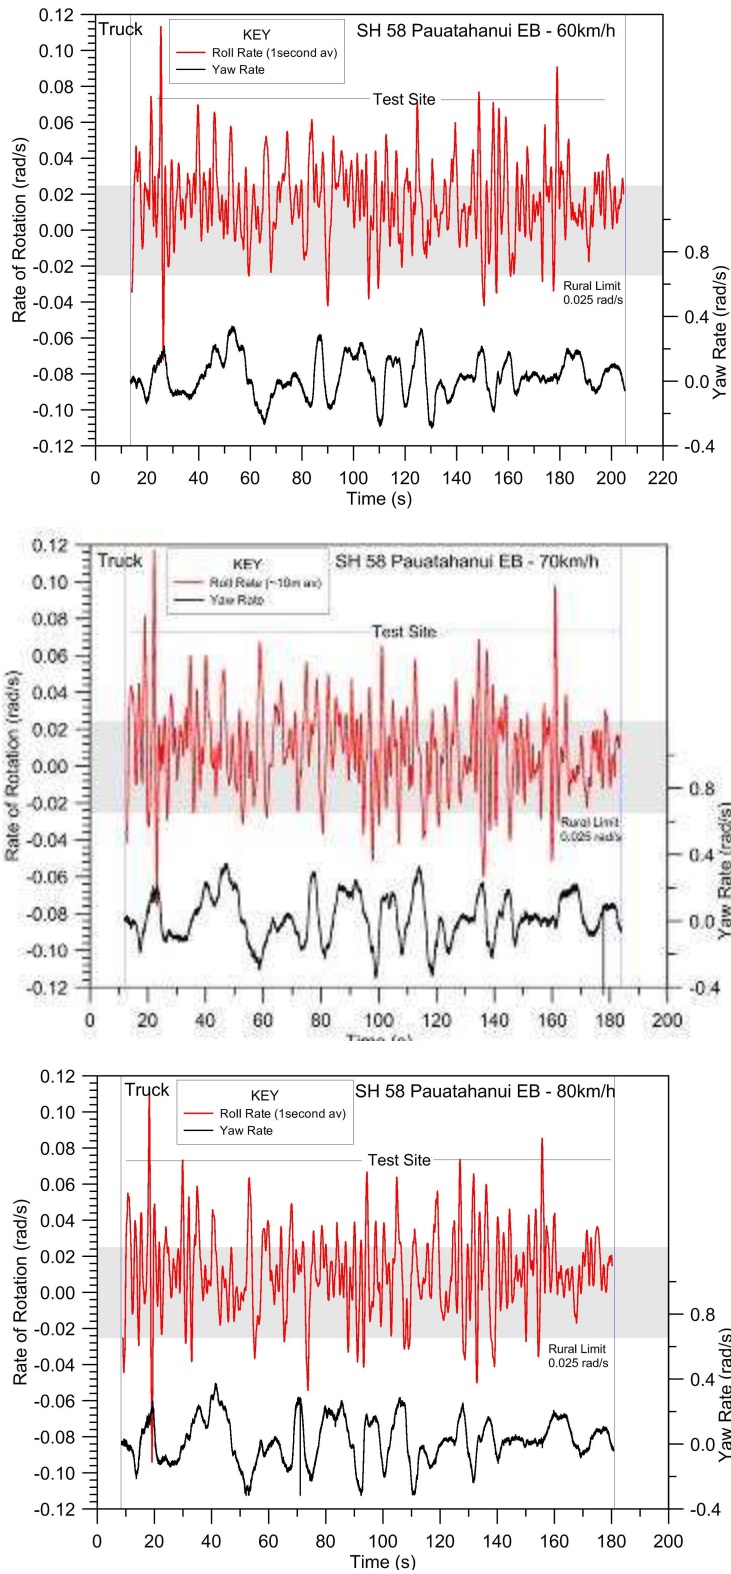 Truck
KEY
SH 58 Pauatahanui EB - 60km/h
Roll Rate (1second av)
Yaw Rate
Test Site
Rural Limit
0.025 rad/s
Rate of Rotation (rad/s)
0.12
0.10
0.08
0.06
0.04
0.02
0.00
-0.02
-0.04
-0.06
-0.08
-0.10
-0.12
0.8
0.4
0.0
-0.4
Yaw Rate (rad/s)
0 20 40 60 80 100 120 140 160 180 200 220
Time (s)
Truck
KEY
SH 58 Pauatahanui EB - 70km/h
Roll Rate (~10m av)
Yaw Rate
Test Site
Rural Limit
0.025 rad/s
Rate of Rotation (rad/s)
0.12
0.10
0.08
0.06
0.04
0.02
0.00
-0.02
-0.04
-0.06
-0.08
-0.10
-0.12
0.8
0.4
0.0
-0.4
Yaw Rate (rad/s)
0 20 40 60 80 100 120 140 160 180 200
Time (s)
Truck
KEY
SH 58 Pauatahanui EB - 80km/h
Roll Rate (1second av)
Yaw Rate
Test Site
Rural Limit
0.025 rad/s
Rate of Rotation (rad/s)
0.12
0.10
0.08
0.06
0.04
0.02
0.00
-0.02
-0.04
-0.06
-0.08
-0.10
-0.12
0.8
0.4
0.0
-0.4
Yaw Rate (rad/s)
0 20 40 60 80 100 120 140 160 180 200
Time (s)